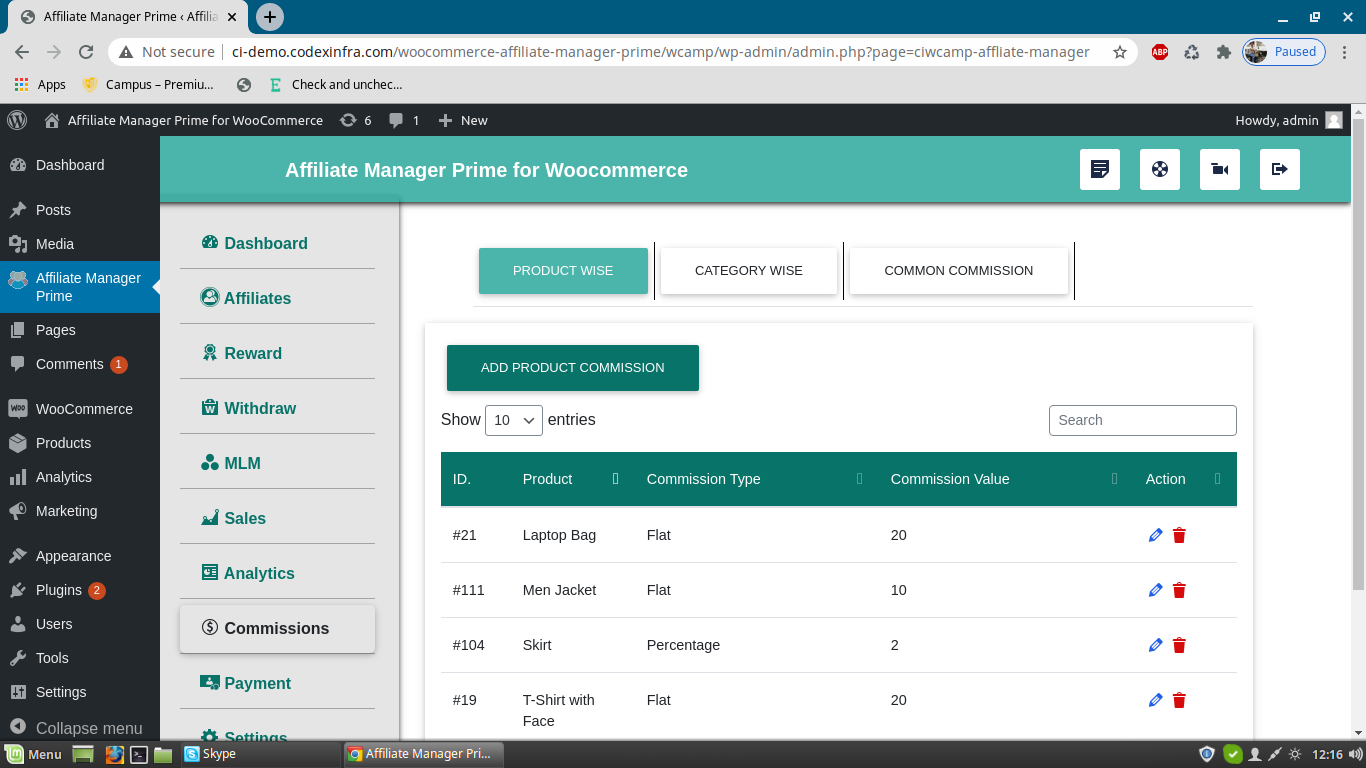 Affiliate Manager Prime ‹ Affilia
Not secure
ci-demo.codexinfra.com/woocommerce-affiliate-manager-prime/wcamp/wp-admin/admin.php?page=ciwcamp-affliate-manager
ABP
Paused
Apps
Campus – Premiu...
Check and unchec...
Affiliate Manager Prime for WooCommerce
6
1
New
Howdy, admin
Dashboard
Posts
Media
Affiliate Manager
Prime
Pages
Comments 1
WooCommerce
Products
Analytics
Marketing
Appearance
Plugins 2
Users
Tools
Settings
Collapse menu
Affiliate Manager Prime for Woocommerce
Dashboard
Affiliates
Reward
Withdraw
MLM
Sales
Analytics
Commissions
Payment
Settings
PRODUCT WISE
CATEGORY WISE
COMMON COMMISSION
ADD PRODUCT COMMISSION
Show 10 entries
Search
ID. Product Commission Type Commission Value Action
#21 Laptop Bag Flat 20
#111 Men Jacket Flat 10
#104 Skirt Percentage 2
#19 T-Shirt with Flat 20
Face
Menu
Skype
Affiliate Manager Pri...
12:16